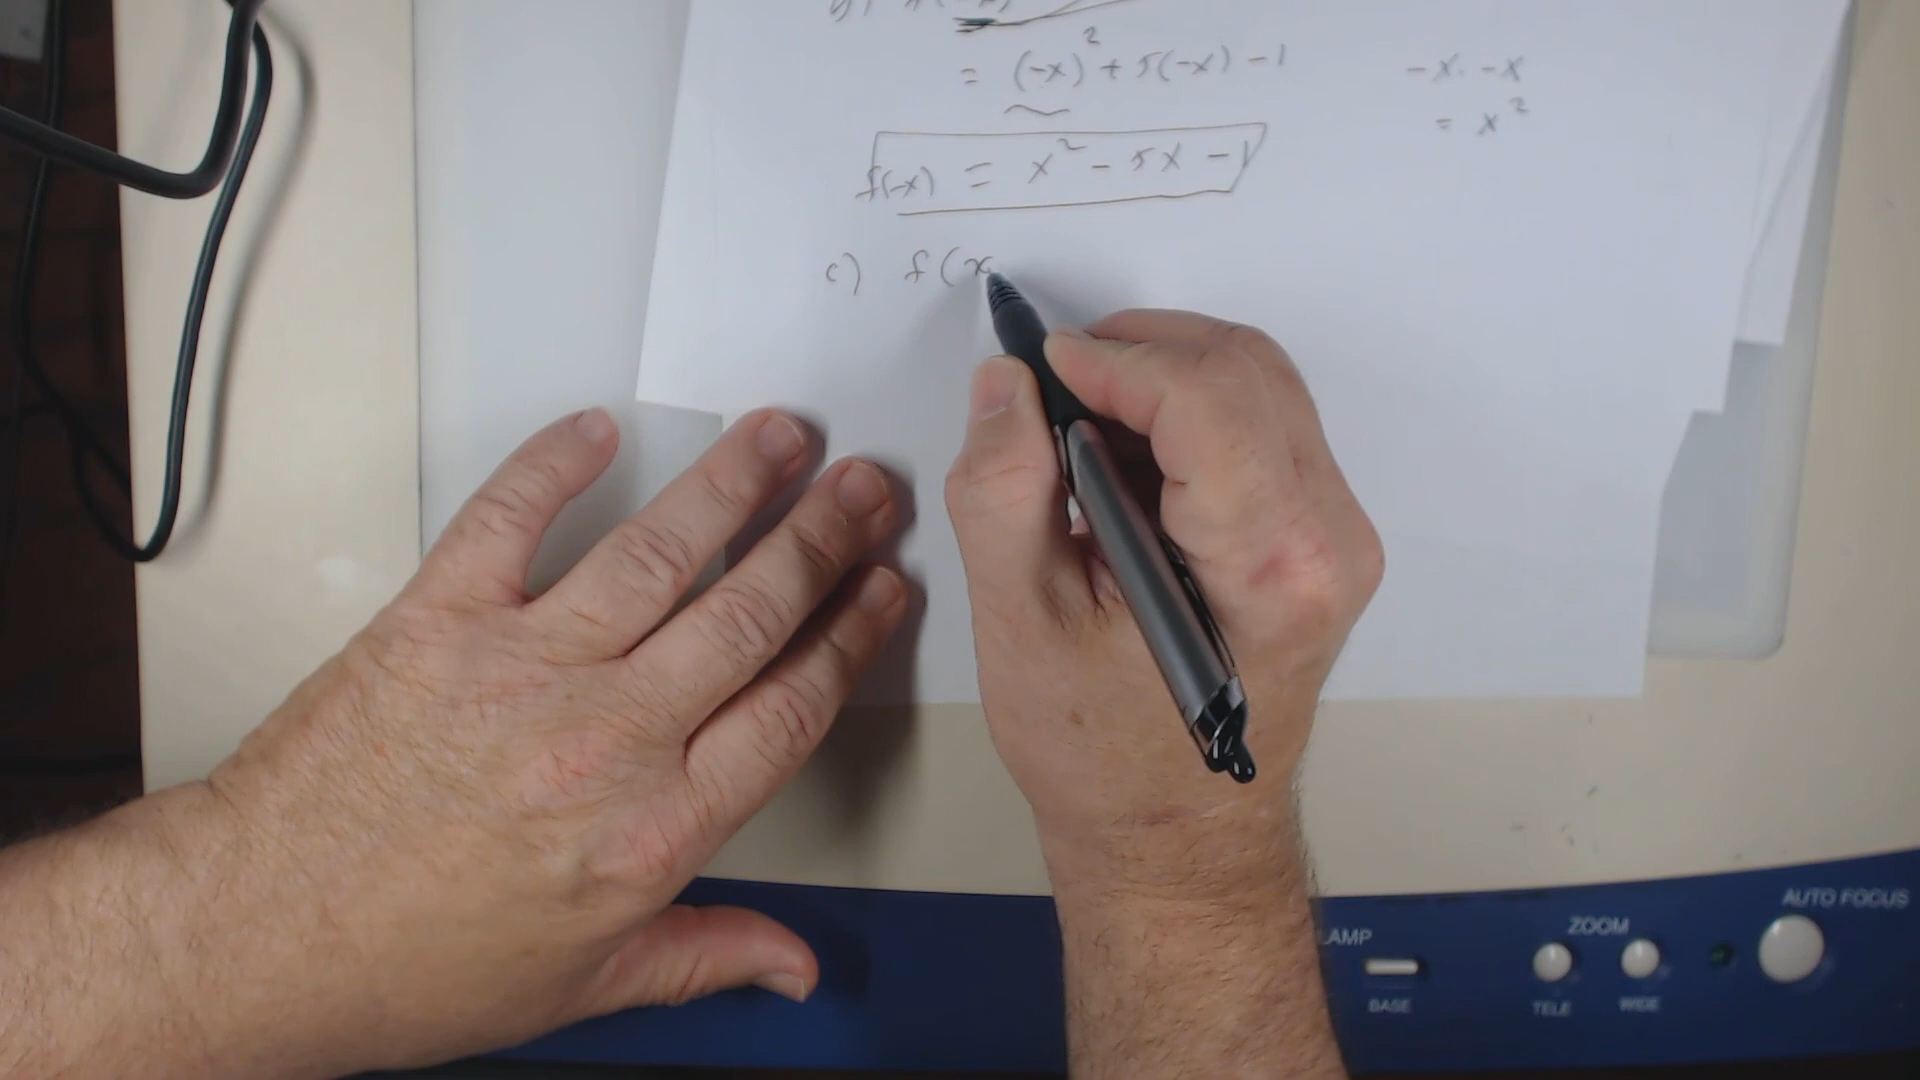 = (-x)² + 5(-x) - 1
-x · -x
= x²
f(-x) = x² - 5x - 1
c) f(x
AUTO FOCUS
ZOOM
LAMP
BASE
TELE
WIDE